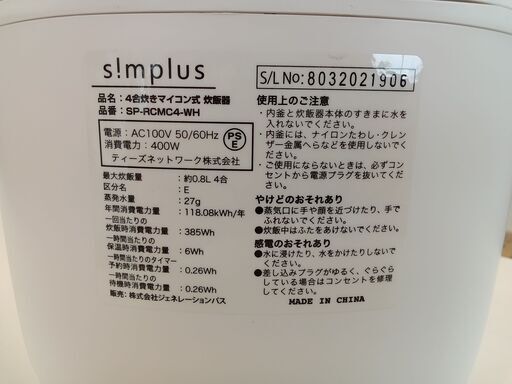 s!mplus
品名：4合炊きマイコン式 炊飯器
品番：SP-RCMC4-WH
電源：AC100V 50/60Hz
消費電力：400W
PS
E
ティーズネットワーク株式会社
最大炊飯量：約0.8L 4合
区分名：E
蒸発水量：27g
年間消費電力量：118.08kWh/年
一回当たりの
炊飯時消費電力量：385Wh
一時間当たりの
保温時消費電力量：6Wh
一時間当たりのタイマー
予約時消費電力量：0.26Wh
一時間当たりの
待機時消費電力量：0.26Wh
販売：株式会社ジェネレーションパス
S/L No: 8032021906
使用上のご注意
・内釜と炊飯器本体のすきまに水を
入れないでください。
・内釜には、ナイロンたわし・クレン
ザー金属へらなどを使用しないでください。
・ご使用にならないときは、必ずコン
セントから電源プラグを抜いてください。
やけどのおそれあり
●蒸気口に手や顔を近づけたり、手で
ふれないでください。
●炊飯中はふたをあけないでください。
感電のおそれあり
●水に浸けたり、水をかけたりしないで
ください。
●差し込みプラグがゆるく、ぐらぐら
している場合はコンセントを修理
してください。
MADE IN CHINA